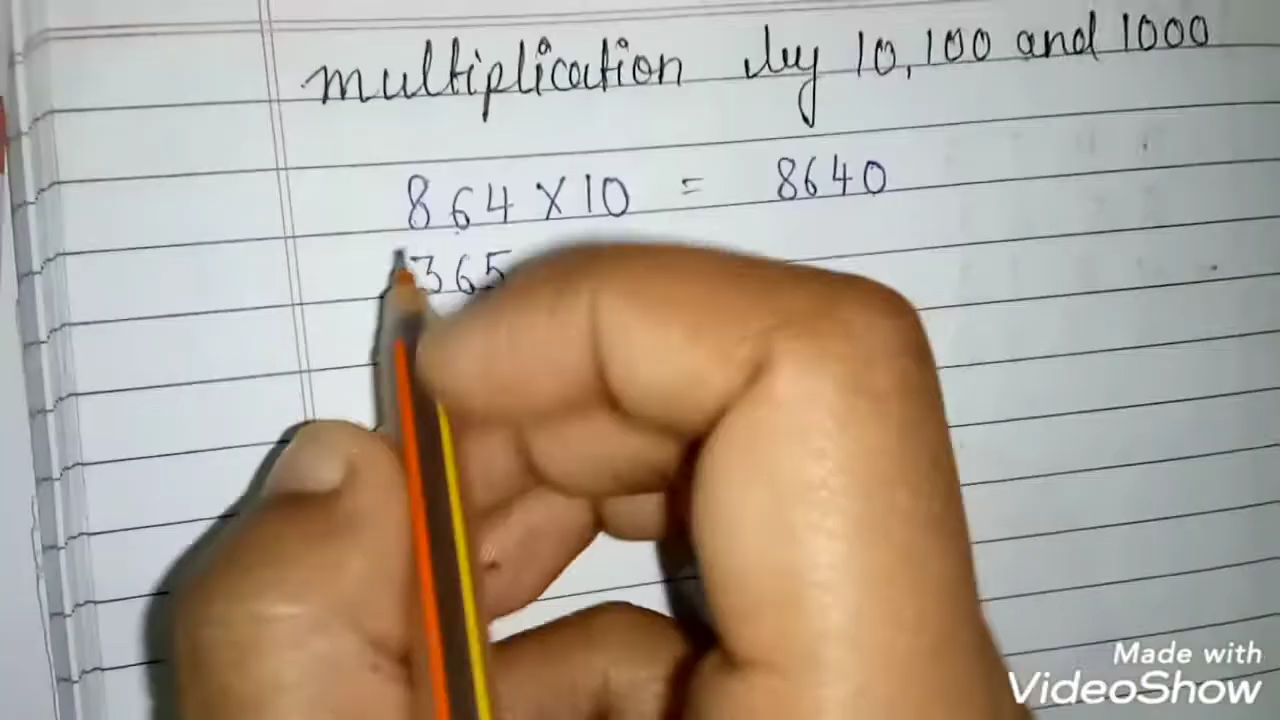 multiplication by 10, 100 and 1000
864 X 10 = 8640
365
Made with
VideoShow